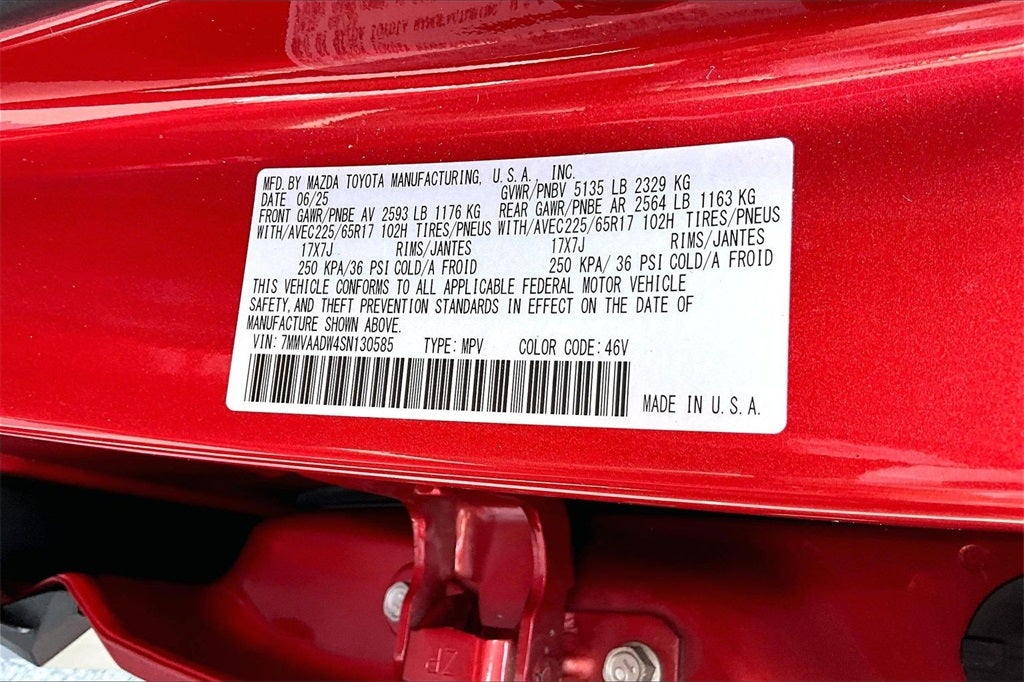 MFD. BY MAZDA TOYOTA MANUFACTURING, U.S.A., INC.
DATE 06/25 GVWR/PNBV 5135 LB 2329 KG
FRONT GAWR/PNBE AV 2593 LB 1176 KG REAR GAWR/PNBE AR 2564 LB 1163 KG
WITH/AVEC225/65R17 102H TIRES/PNEUS WITH/AVEC225/65R17 102H TIRES/PNEUS
17X7J RIMS/JANTES 17X7J RIMS/JANTES
250 KPA/36 PSI COLD/A FROID 250 KPA/36 PSI COLD/A FROID
THIS VEHICLE CONFORMS TO ALL APPLICABLE FEDERAL MOTOR VEHICLE
SAFETY, AND THEFT PREVENTION STANDARDS IN EFFECT ON THE DATE OF
MANUFACTURE SHOWN ABOVE.
VIN: 7MMVAADW4SN130585 TYPE: MPV COLOR CODE: 46V
MADE IN U.S.A.
ZP